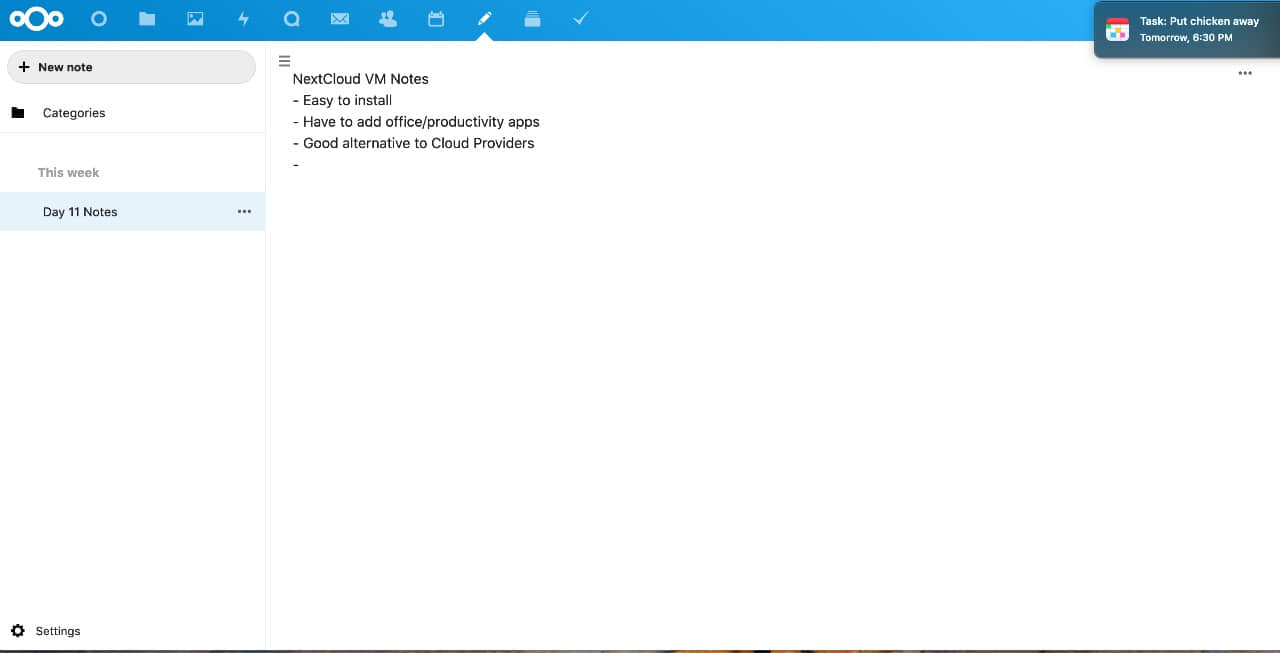 Task: Put chicken away
Tomorrow, 6:30 PM
+ New note
Categories
This week
Day 11 Notes
Settings
NextCloud VM Notes
- Easy to install
- Have to add office/productivity apps
- Good alternative to Cloud Providers
-